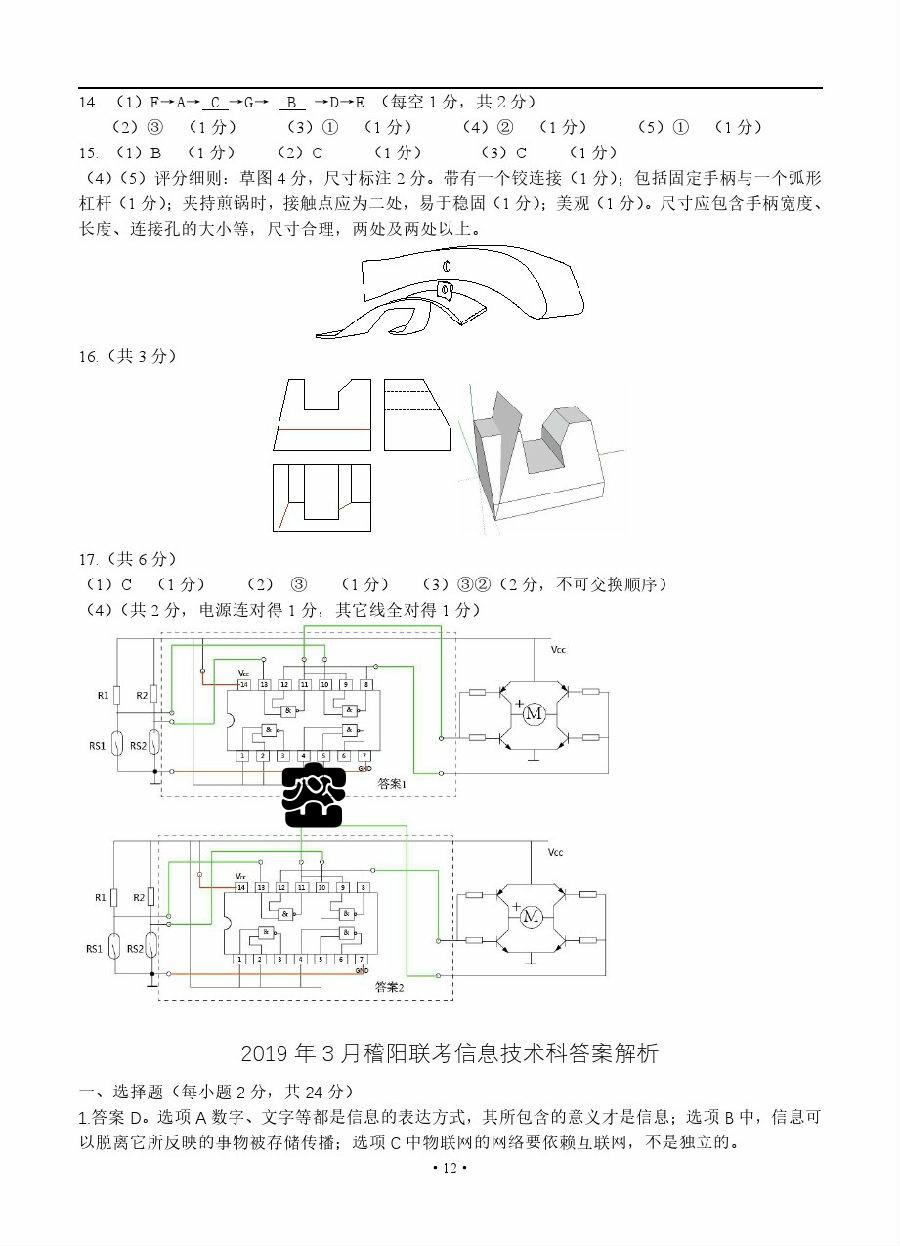 14 （1）F→A→ C →G→ B →D→E （每空 1 分，共 2 分）
（2）③ （1 分） （3）① （1 分） （4）② （1 分） （5）① （1 分）
15. （1）B （1 分） （2）C （1 分） （3）C （1 分）
（4）（5）评分细则：草图 4 分，尺寸标注 2 分。带有一个铰连接（1 分）；包括固定手柄与一个弧形
杠杆（1 分）；夹持煎锅时，接触点应为二处，易于稳固（1 分）；美观（1 分）。尺寸应包含手柄宽度、
长度、连接孔的大小等，尺寸合理，两处及两处以上。
C
16.（共 3 分）
17.（共 6 分）
（1）C （1 分） （2） ③ （1 分） （3）③②（2 分，不可交换顺序）
（4）（共 2 分，电源连对得 1 分；其它线全对得 1 分）
Vcc
Vcc
14 13 12 11 10 9 8
R1 R2
& &
+ M
& &
RS1 RS2
1 2 3 4 5 6 7
GND
答案1
Vcc
Vcc
14 13 12 11 10 9 8
R1 R2
& &
+ M
& &
RS1 RS2
1 2 3 4 5 6 7
GND
答案2
2019 年 3 月稽阳联考信息技术科答案解析
一、选择题（每小题 2 分，共 24 分）
1.答案 D。选项 A 数字、文字等都是信息的表达方式，其所包含的意义才是信息；选项 B 中，信息可
以脱离它所反映的事物被存储传播；选项 C 中物联网的网络要依赖互联网，不是独立的。
·12·